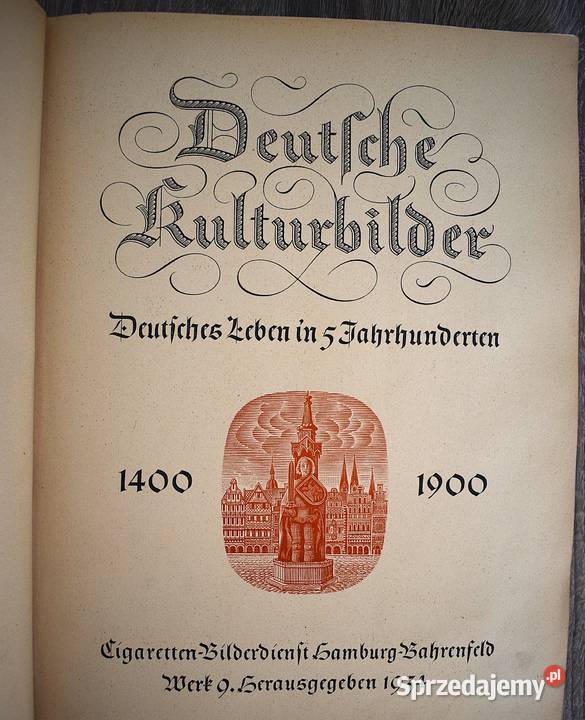 Deutſche
Kulturbilder
Deutſches Leben in 5 Jahrhunderten
1400 1900
Cigaretten-Bilderdienſt Hamburg-Bahrenfeld
Werk 9. Herausgegeben
Sprzedajemy.pl